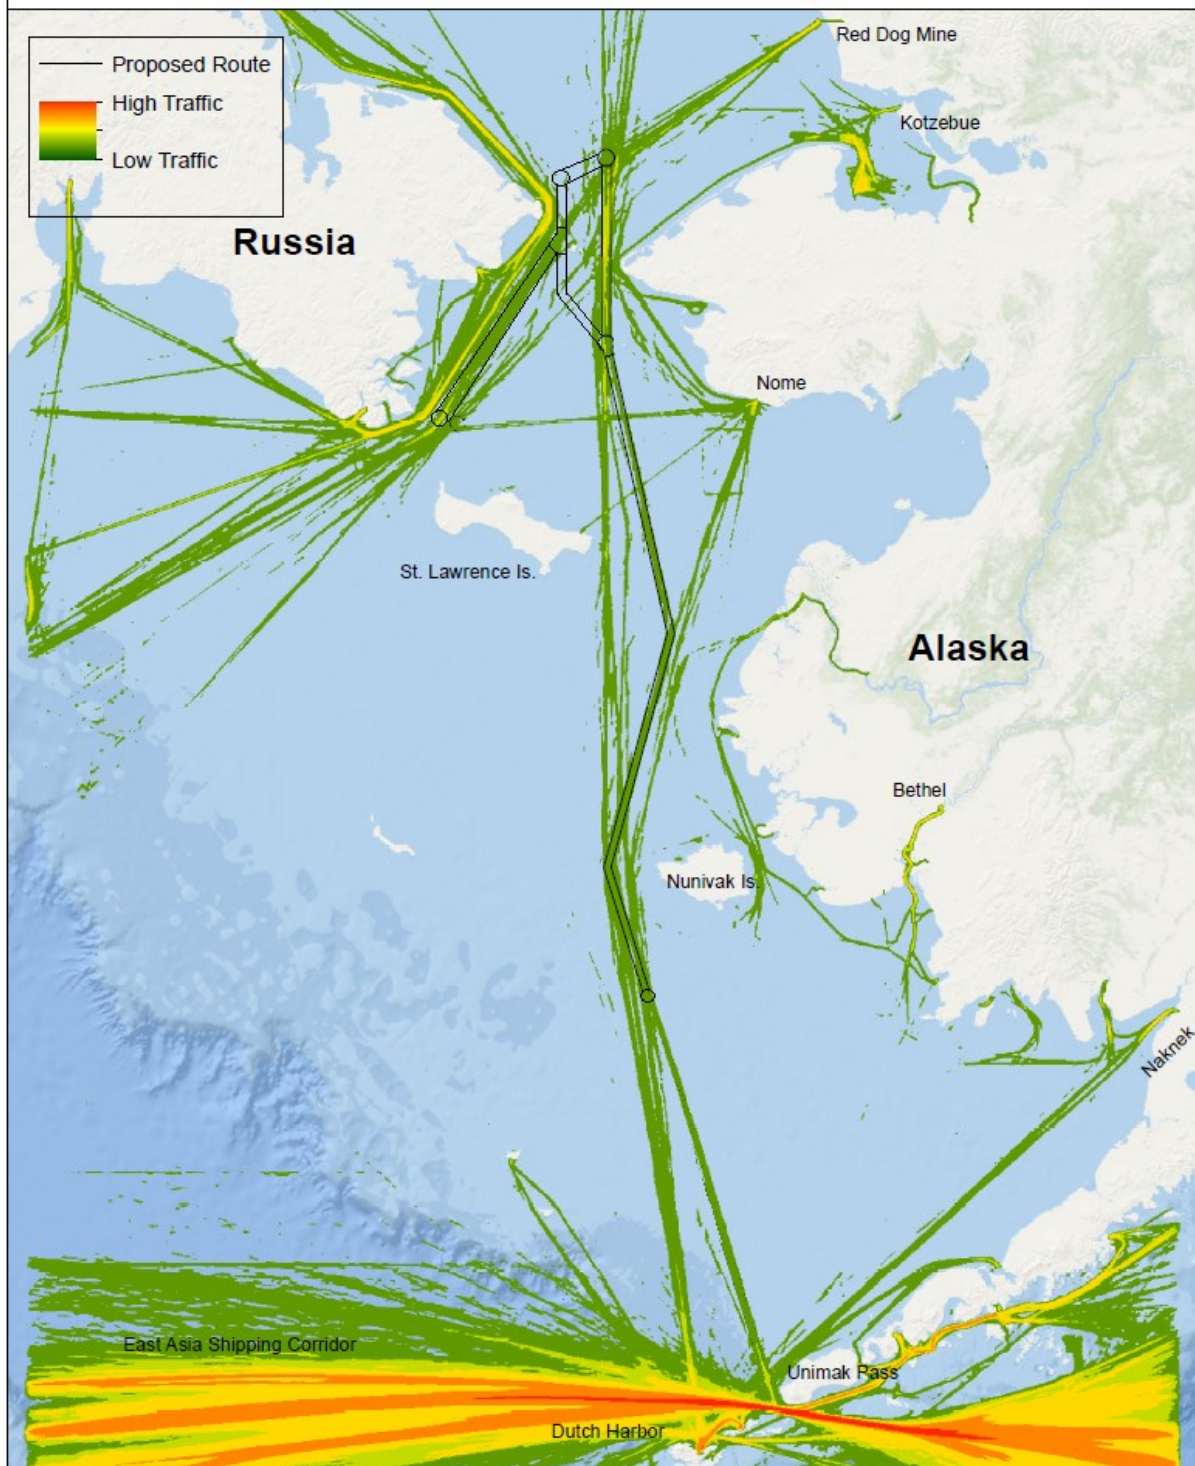 Red Dog Mine
Proposed Route
High Traffic
Kotzebue
Low Traffic
Russia
Nome
St. Lawrence Is.
Alaska
Bethel
Nunivak Is.
Naknek
East Asia Shipping Corridor
Unimak Pass
Dutch Harbor